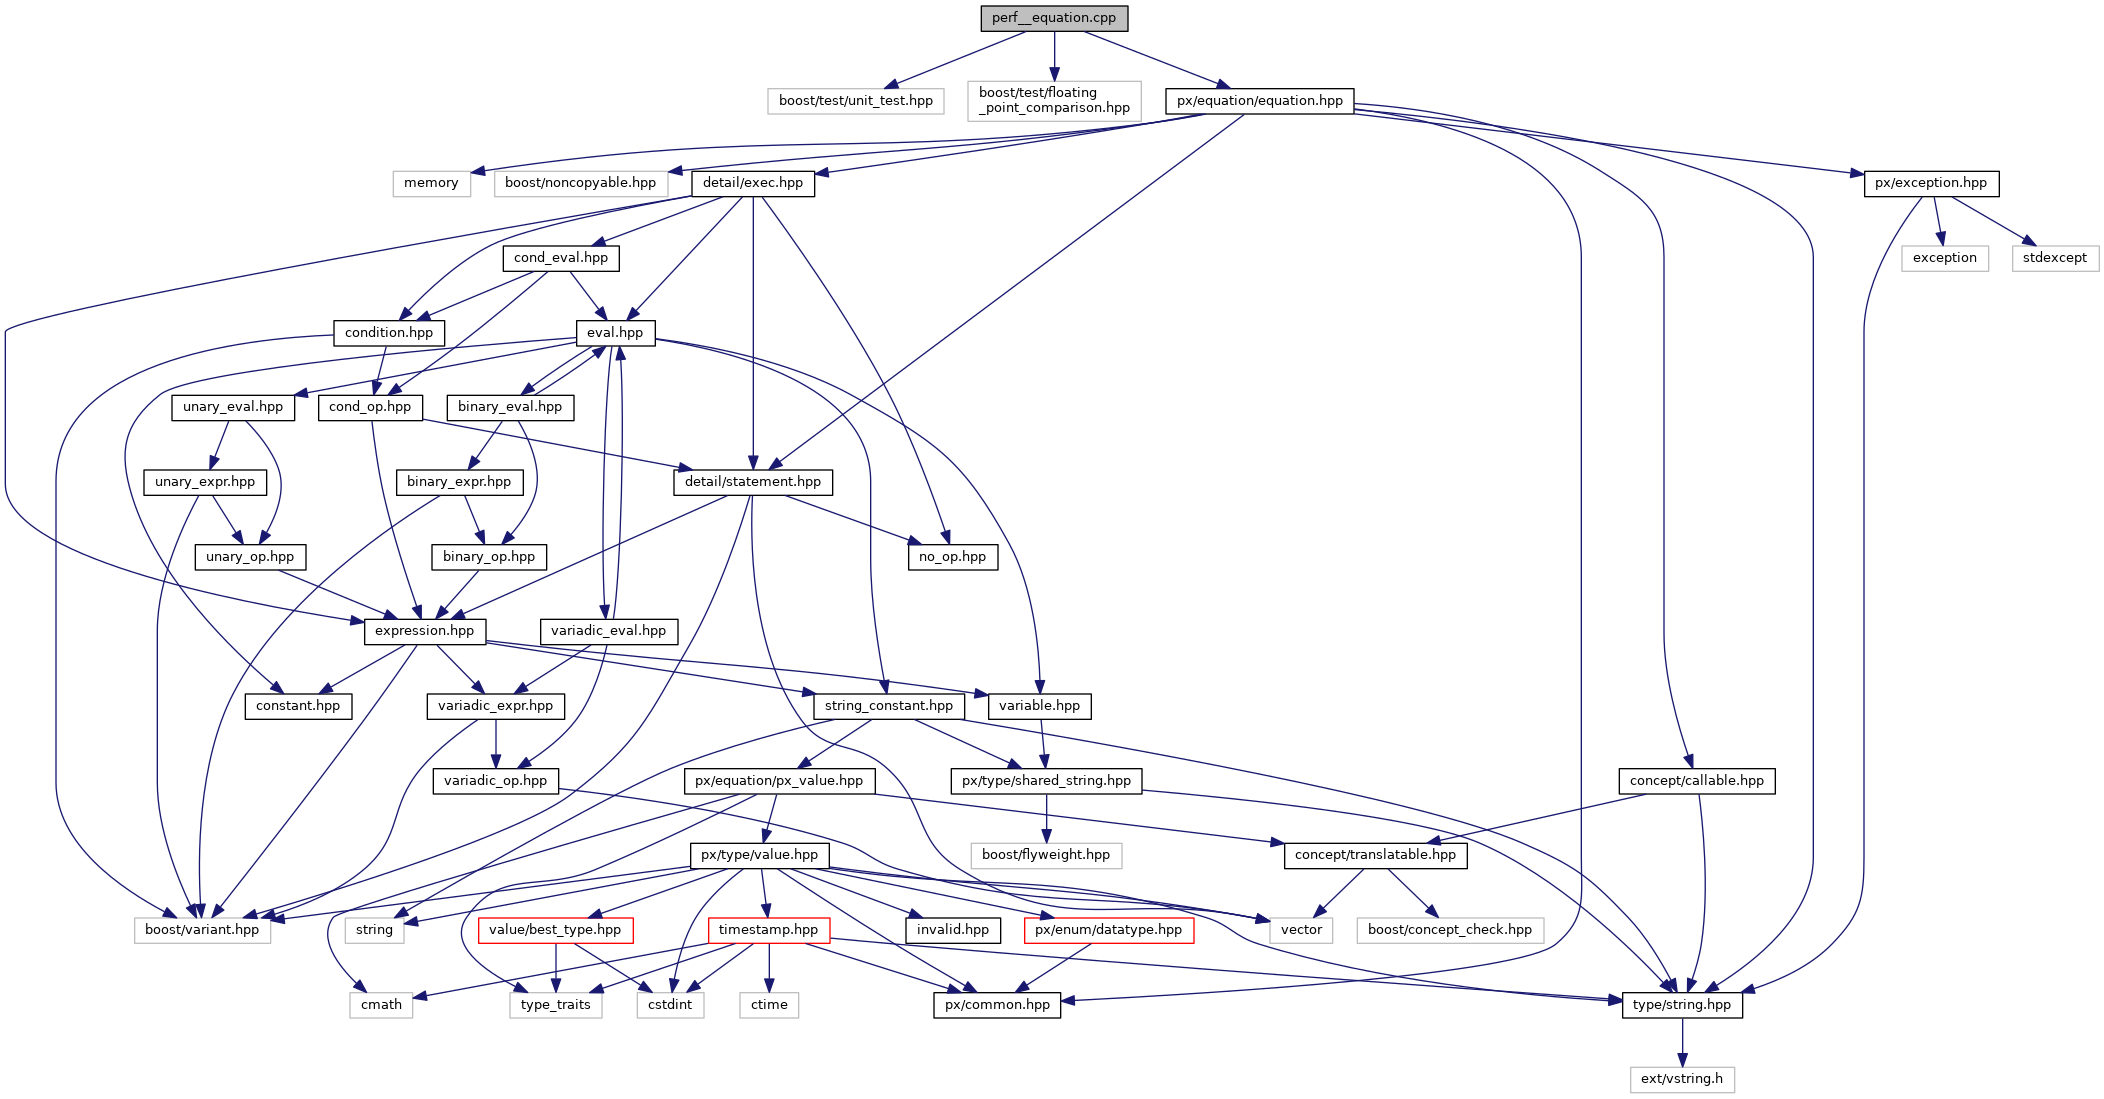 perf__equation.cpp
boost/test/unit_test.hpp
boost/test/floating
_point_comparison.hpp
px/equation/equation.hpp
memory
boost/noncopyable.hpp
detail/exec.hpp
px/exception.hpp
cond_eval.hpp
exception
stdexcept
condition.hpp
eval.hpp
unary_eval.hpp
cond_op.hpp
binary_eval.hpp
unary_expr.hpp
binary_expr.hpp
detail/statement.hpp
unary_op.hpp
binary_op.hpp
no_op.hpp
expression.hpp
variadic_eval.hpp
constant.hpp
variadic_expr.hpp
string_constant.hpp
variable.hpp
variadic_op.hpp
px/equation/px_value.hpp
px/type/shared_string.hpp
concept/callable.hpp
px/type/value.hpp
boost/flyweight.hpp
concept/translatable.hpp
boost/variant.hpp
string
value/best_type.hpp
timestamp.hpp
invalid.hpp
px/enum/datatype.hpp
vector
boost/concept_check.hpp
cmath
type_traits
cstdint
ctime
px/common.hpp
type/string.hpp
ext/vstring.h